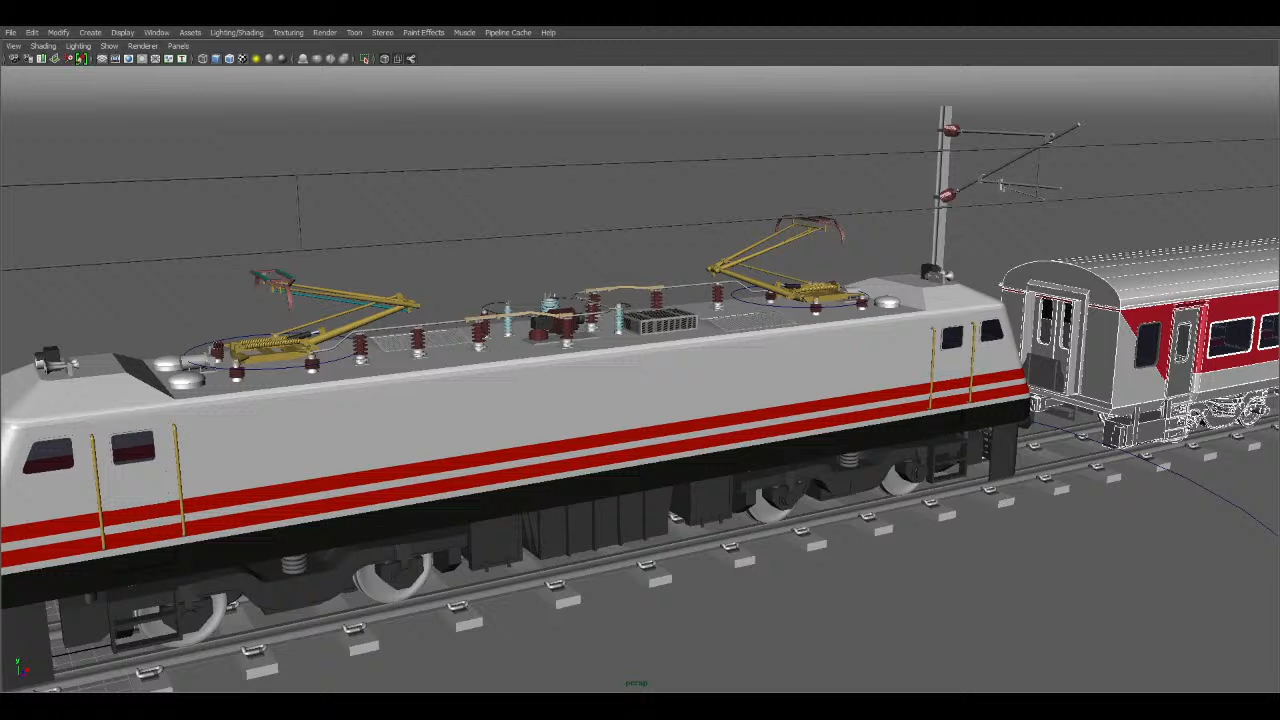 File Edit Modify Create Display Window Assets Lighting/Shading Texturing Render Toon Stereo Paint Effects Muscle Pipeline Cache Help
View Shading Lighting Show Renderer Panels
y
persp